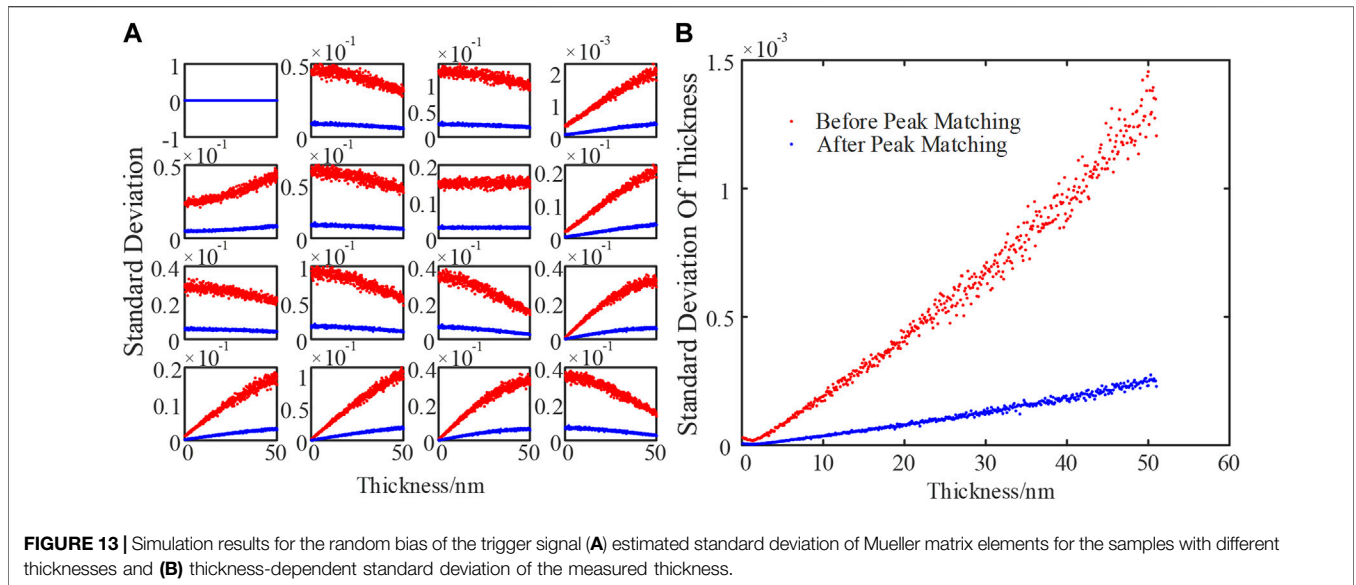 A
B
×10⁻¹ ×10⁻¹ ×10⁻³
1 0.5 1 2
0 0.5 1
-1 0 0 0
×10⁻¹ ×10⁻¹ ×10⁻¹
0.5 0.5 0.2 0.2
0.1 0.1
0 0 0 0
×10⁻¹ ×10⁻¹ ×10⁻¹ ×10⁻¹
0.4 1 0.4 0.4
0.2 0.5 0.2 0.2
0 0 0 0
×10⁻¹ ×10⁻¹ ×10⁻¹ ×10⁻¹
0.2 1 0.4 0.4
0.1 0.5 0.2 0.2
0 0 0 0
0 50 0 50 0 50 0 50
Standard Deviation
Thickness/nm
×10⁻³
1.5
1
0.5
0
Standard Deviation Of Thickness
Before Peak Matching
After Peak Matching
0 10 20 30 40 50 60
Thickness/nm
FIGURE 13 | Simulation results for the random bias of the trigger signal (A) estimated standard deviation of Mueller matrix elements for the samples with different
thicknesses and (B) thickness-dependent standard deviation of the measured thickness.